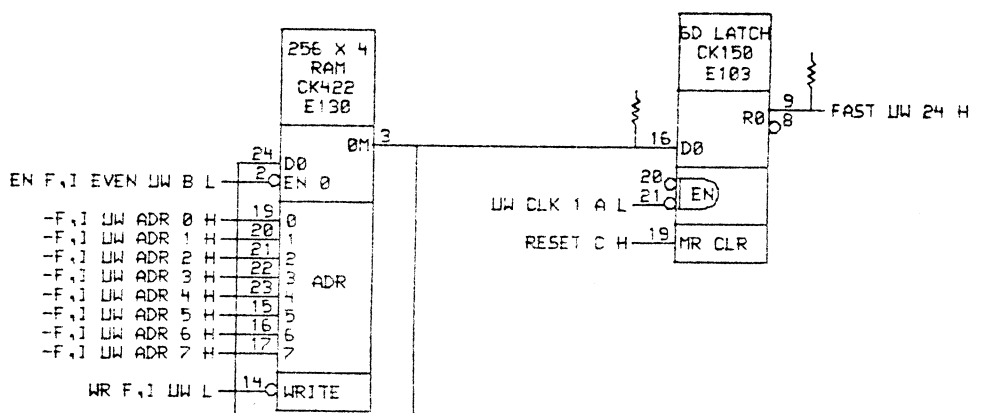 256 X 4
RAM
CK422
E130
0M
3
24
D0
EN F,I EVEN UW B L
2
EN 0
-F,I UW ADR 0 H
19
0
-F,I UW ADR 1 H
20
1
-F,I UW ADR 2 H
21
2
-F,I UW ADR 3 H
22
3
-F,I UW ADR 4 H
23
4
-F,I UW ADR 5 H
15
5
-F,I UW ADR 6 H
16
6
-F,I UW ADR 7 H
17
7
ADR
WR F,I UW L
14
WRITE
6D LATCH
CK150
E103
R0
9
8
FAST UW 24 H
16
D0
20
21
EN
UW CLK 1 A L
RESET C H
19
MR CLR